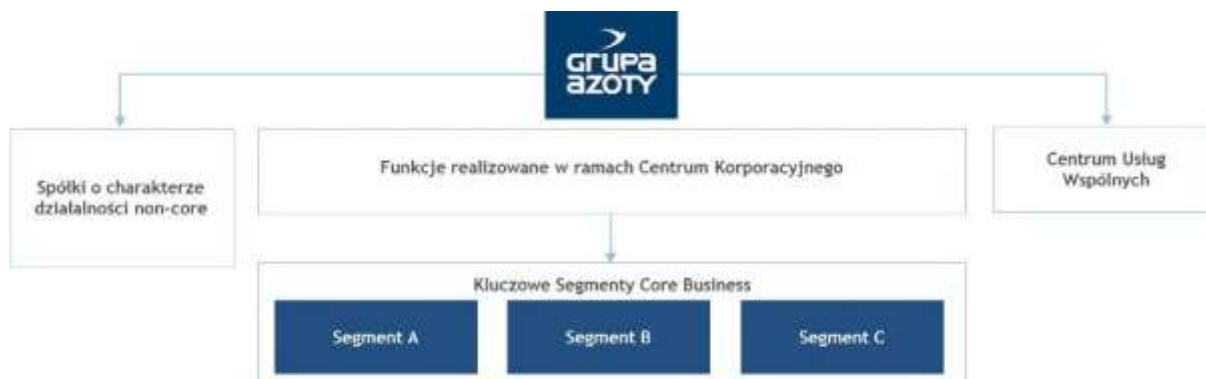 GRUPA
AZOTY
Spółki o charakterze
działalności non-core
Funkcje realizowane w ramach Centrum Korporacyjnego
Centrum Usług
Wspólnych
Kluczowe Segmenty Core Business
Segment A
Segment B
Segment C